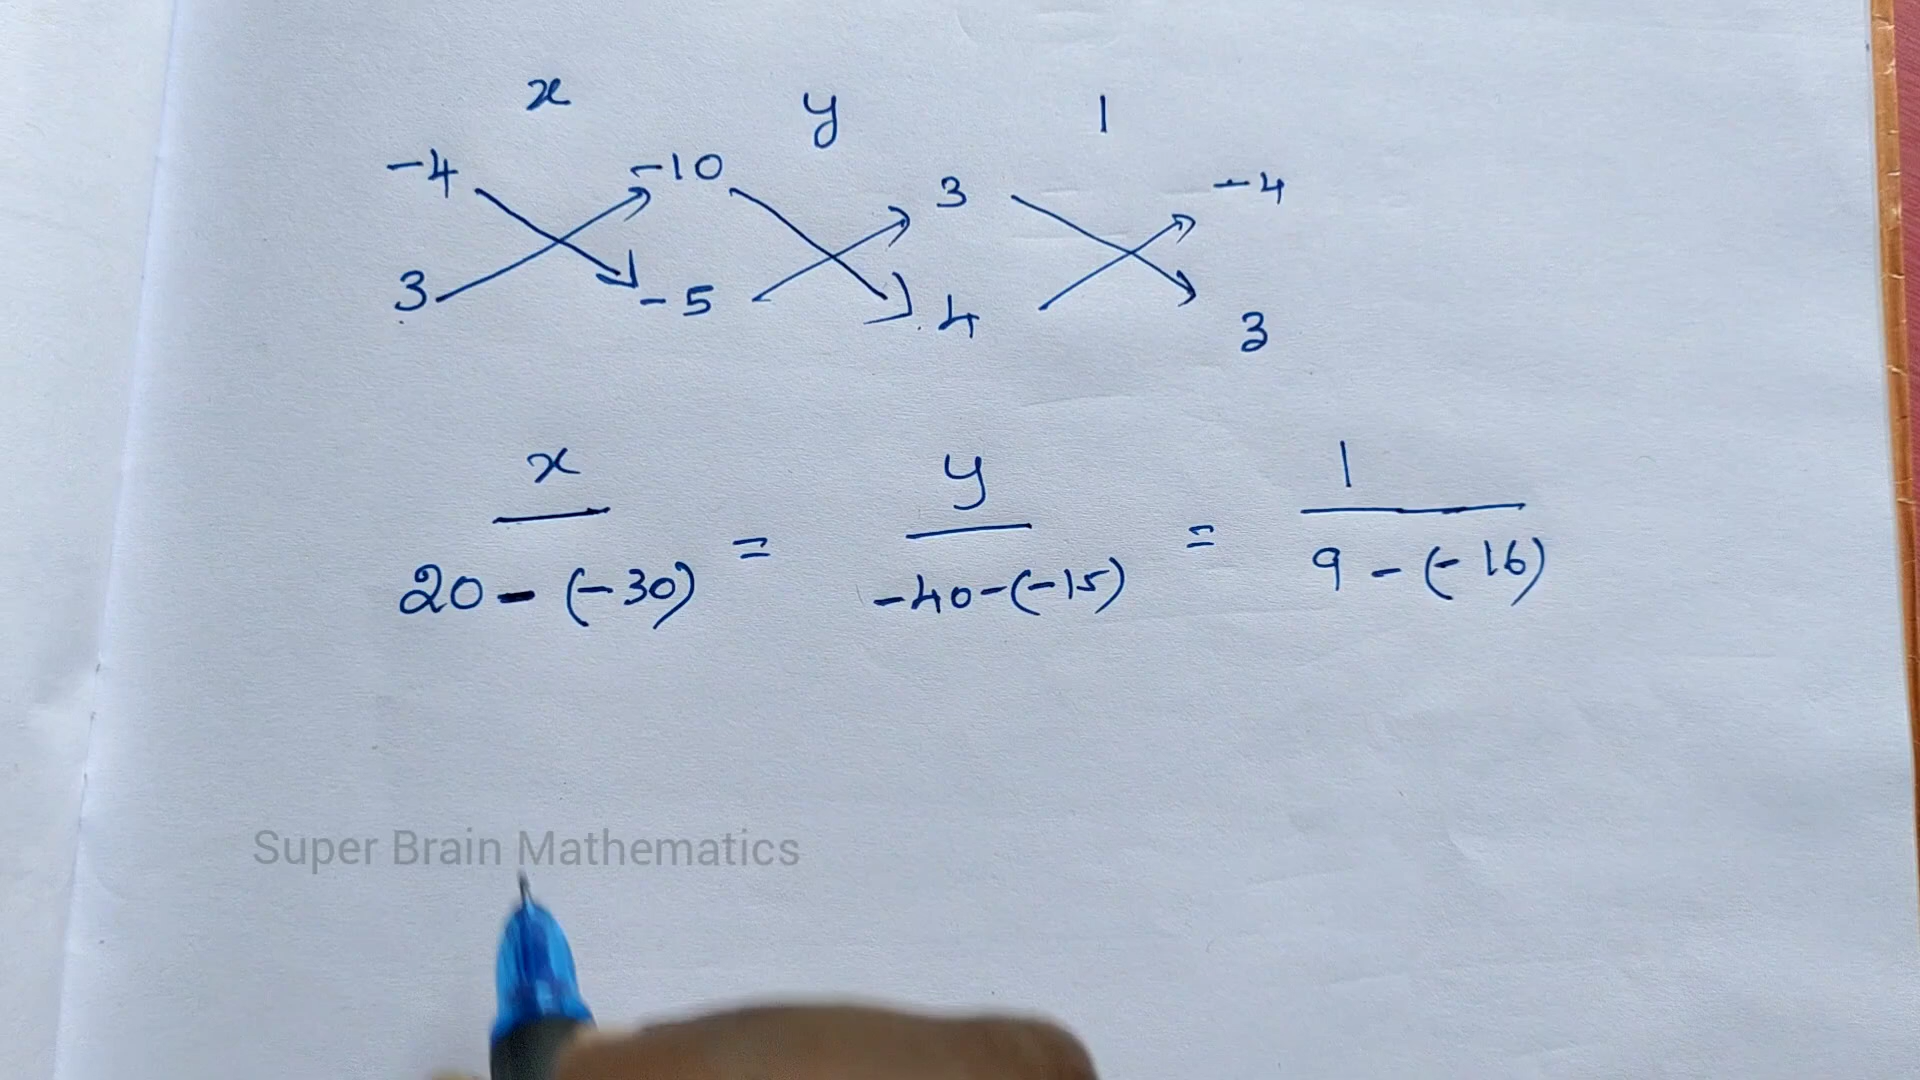 x y 1
-4 -10 3 -4
3 -5 4 3
x y 1
20 - (-30) = -40-(-15) = 9 - (-16)
Super Brain Mathematics